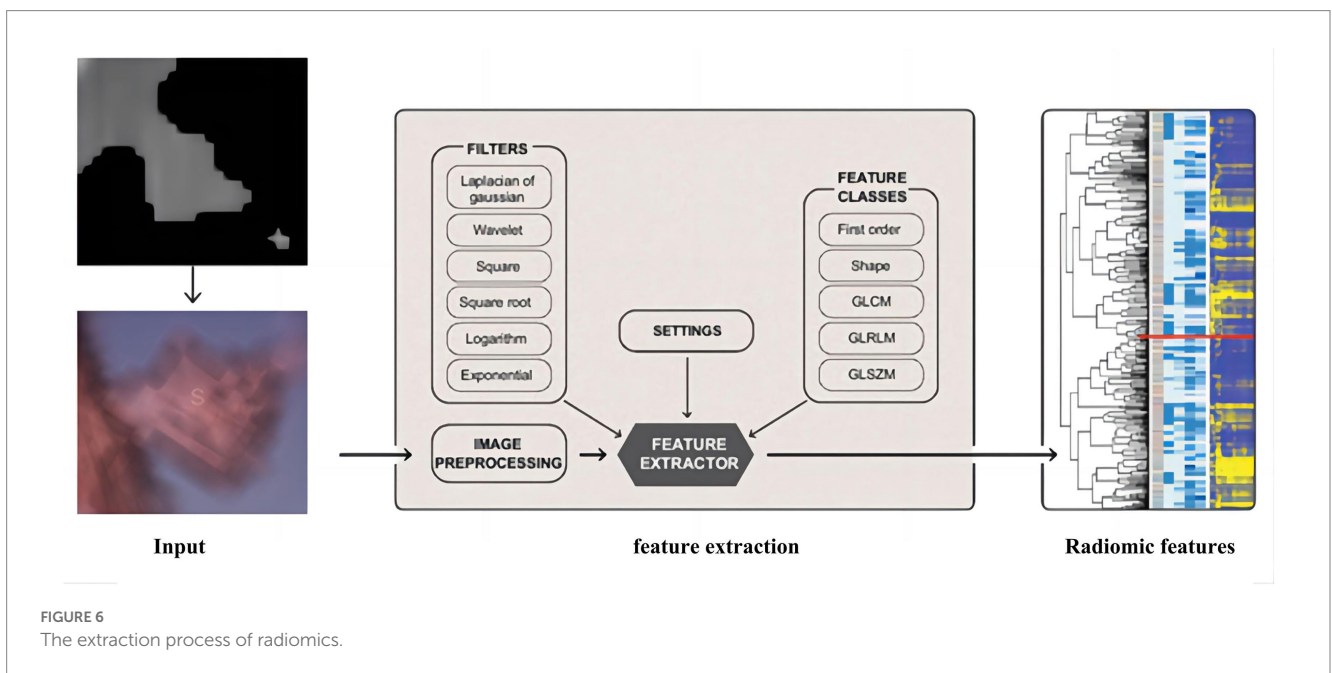 S
FILTERS
Laplacian of
gaussian
Wavelet
Square
Square root
Logarithm
Exponential
SETTINGS
FEATURE
CLASSES
First order
Shape
GLCM
GLRLM
GLSZM
IMAGE
PREPROCESSING
FEATURE
EXTRACTOR
Input
feature extraction
Radiomic features
FIGURE 6
The extraction process of radiomics.